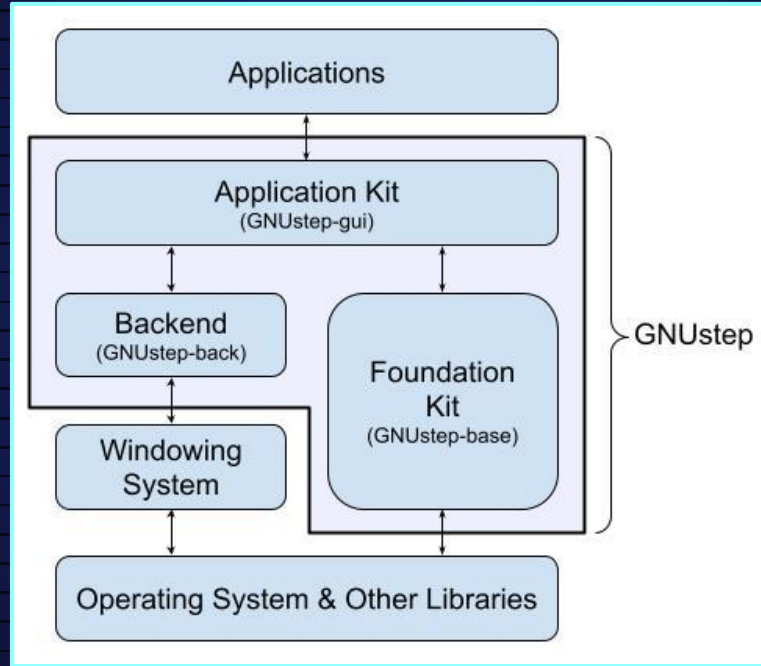 Applications
Application Kit
(GNUstep-gui)
Backend
(GNUstep-back)
Foundation
Kit
(GNUstep-base)
GNUstep
Windowing
System
Operating System & Other Libraries